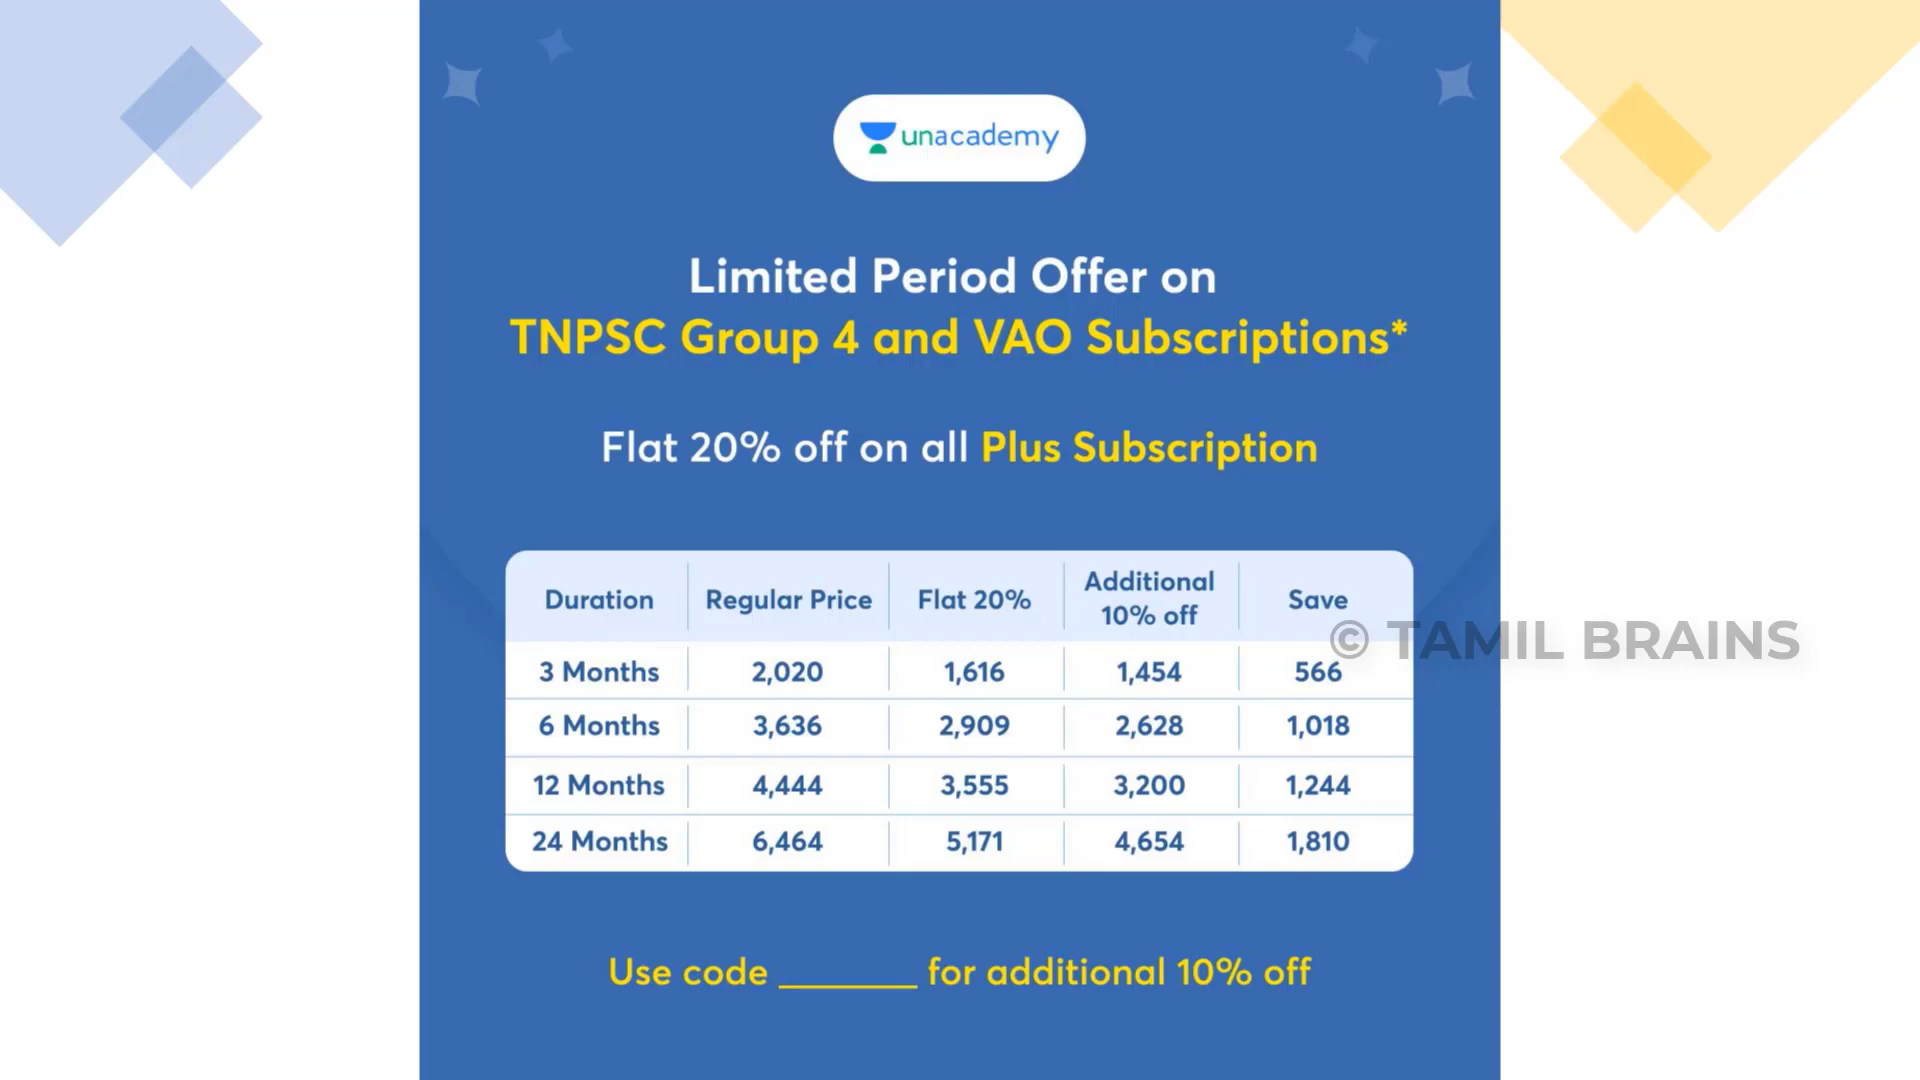 unacademy
Limited Period Offer on
TNPSC Group 4 and VAO Subscriptions*
Flat 20% off on all Plus Subscription
Duration Regular Price Flat 20% Additional 10% off Save
3 Months 2,020 1,616 1,454 566
6 Months 3,636 2,909 2,628 1,018
12 Months 4,444 3,555 3,200 1,244
24 Months 6,464 5,171 4,654 1,810
© TAMIL BRAINS
Use code _______ for additional 10% off